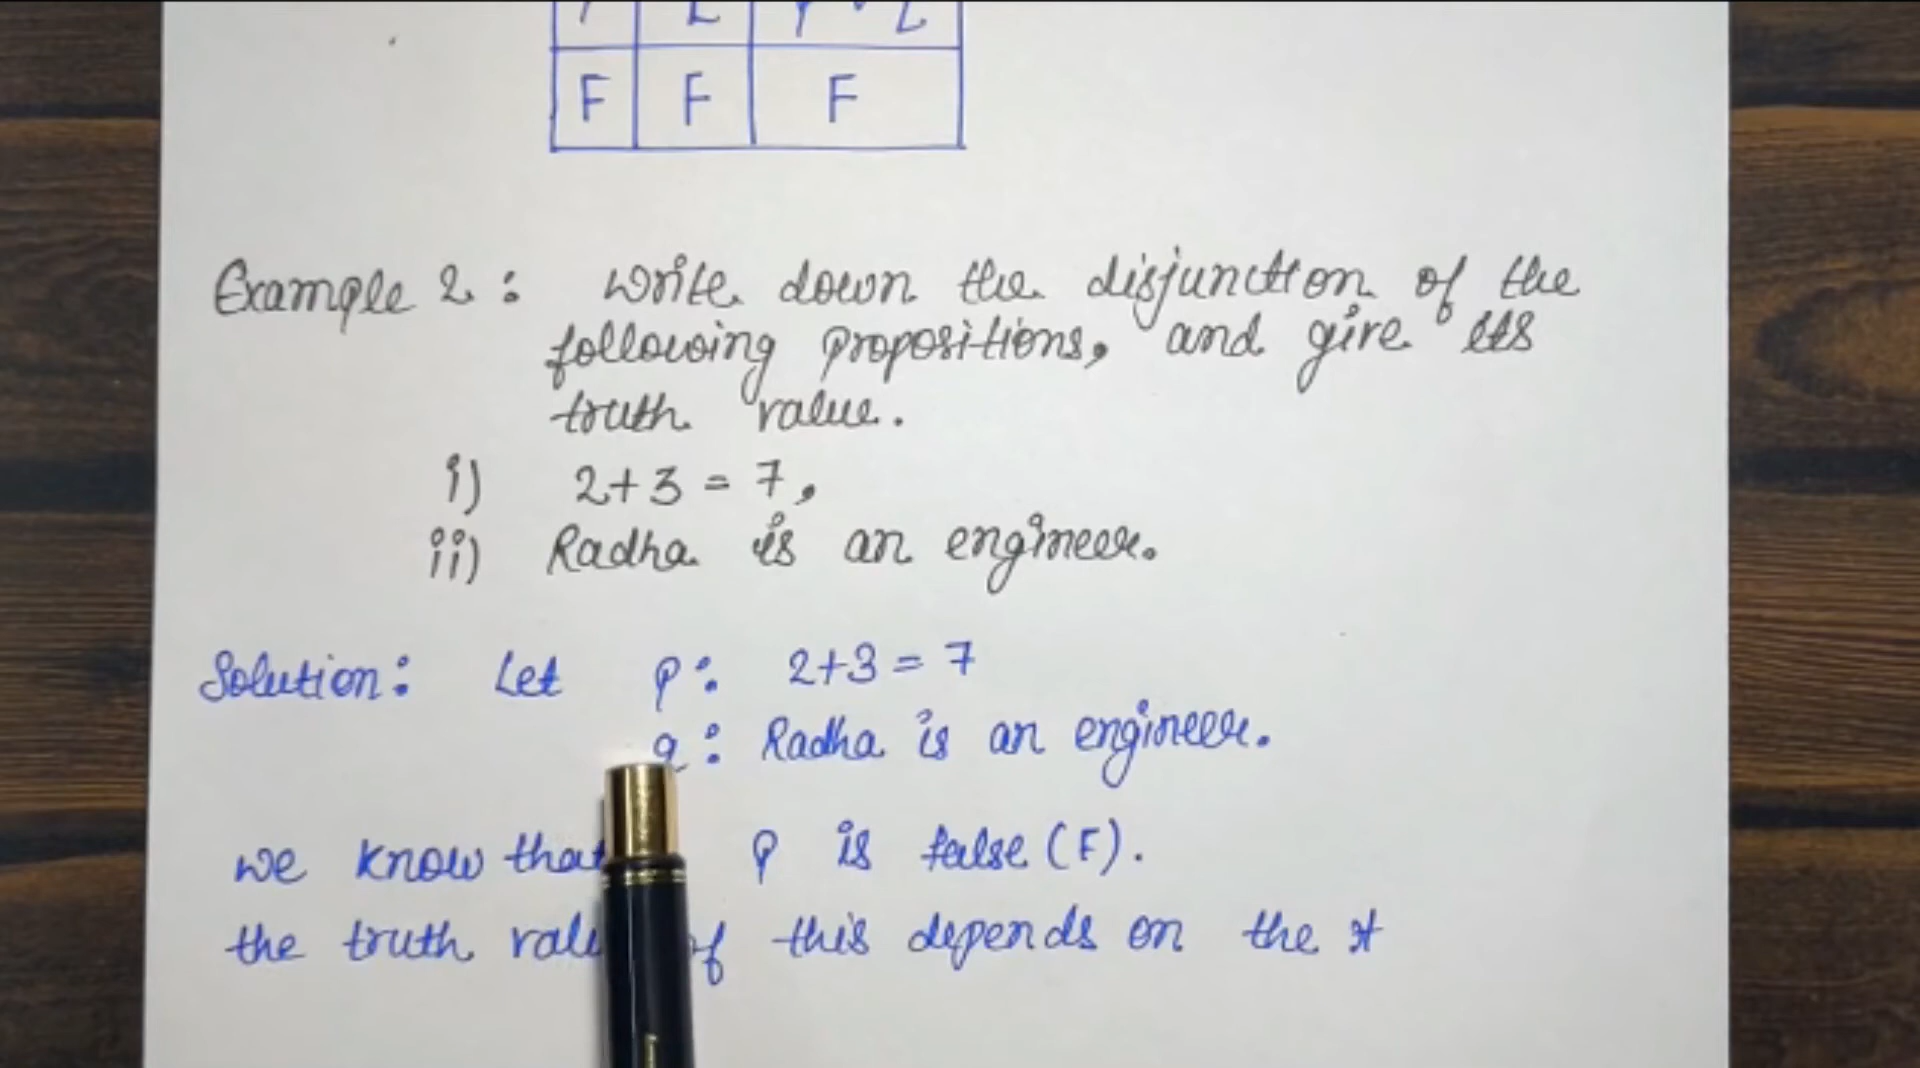 F F F
Example 2: Write down the disjunction of the
following propositions, and give its
truth value.
i) 2+3=7,
ii) Radha is an engineer.
Solution: Let p: 2+3=7
q: Radha is an engineer.
we know that p is false (F).
the truth of this depends on the